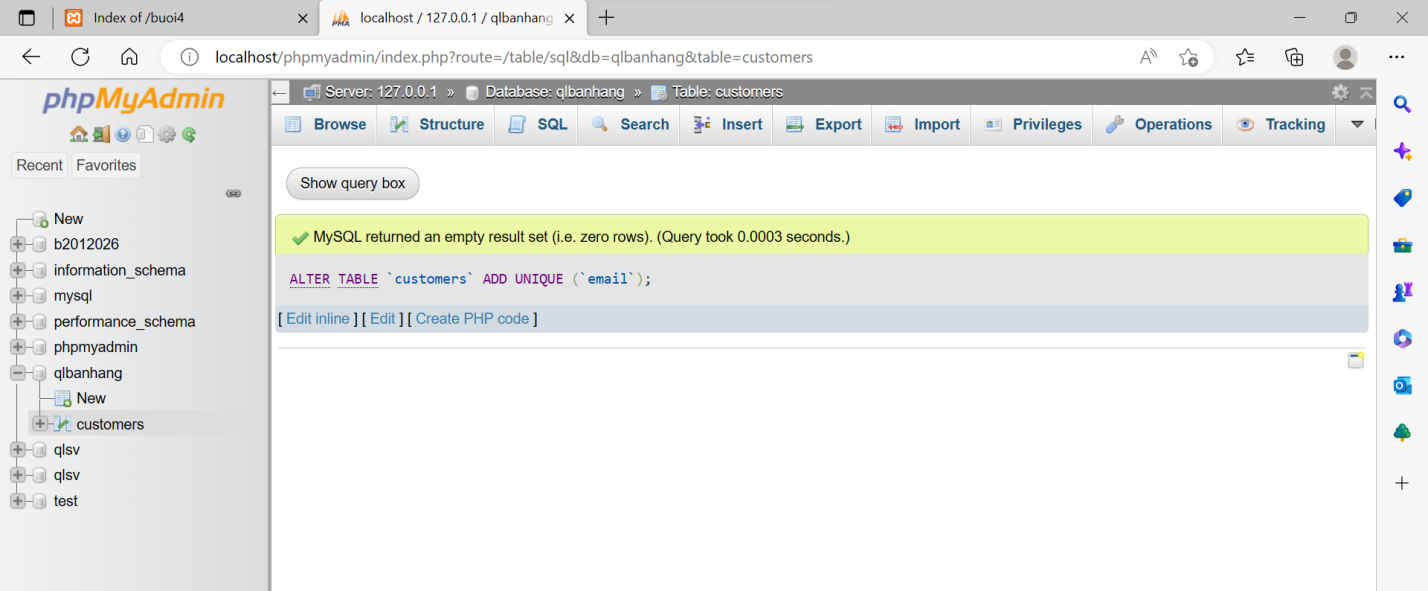 Index of /buoi4
localhost / 127.0.0.1 / qlbanhang
localhost/phpmyadmin/index.php?route=/table/sql&db=qlbanhang&table=customers
phpMyAdmin
Recent Favorites
New
b2012026
information_schema
mysql
performance_schema
phpmyadmin
qlbanhang
New
customers
qlsv
qlsv
test
Server: 127.0.0.1 » Database: qlbanhang » Table: customers
Browse Structure SQL Search Insert Export Import Privileges Operations Tracking
Show query box
MySQL returned an empty result set (i.e. zero rows). (Query took 0.0003 seconds.)
ALTER TABLE `customers` ADD UNIQUE (`email`);
[ Edit inline ] [ Edit ] [ Create PHP code ]